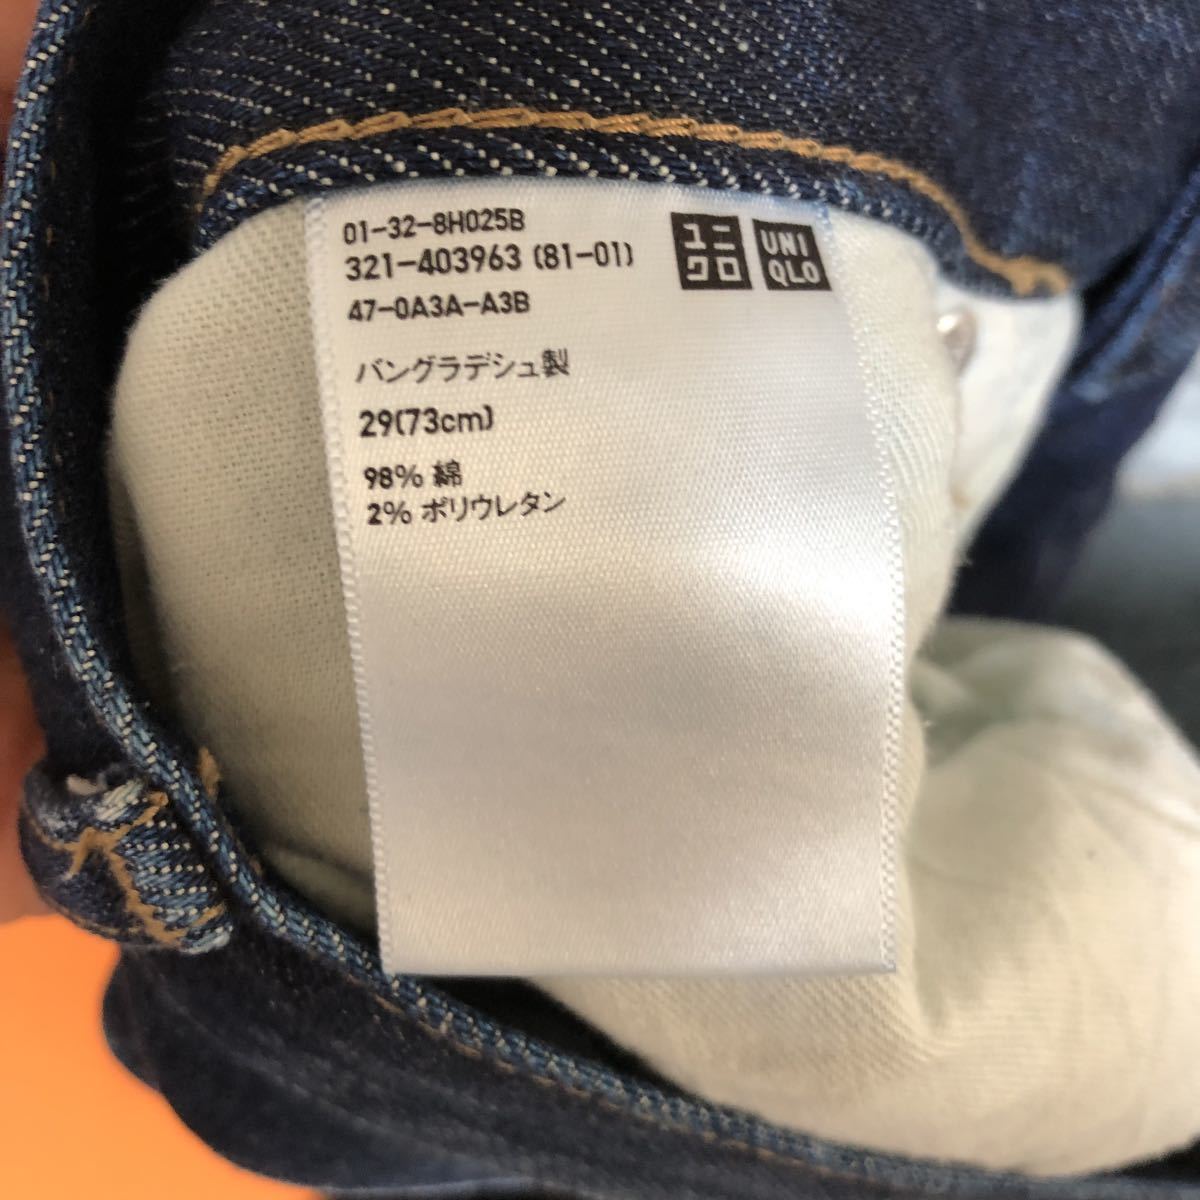 01-32-8H025B
321-403963 (81-01)
47-0A3A-A3B
ユニクロ
UNIQLO
バングラデシュ製
29(73cm)
98% 綿
2% ポリウレタン